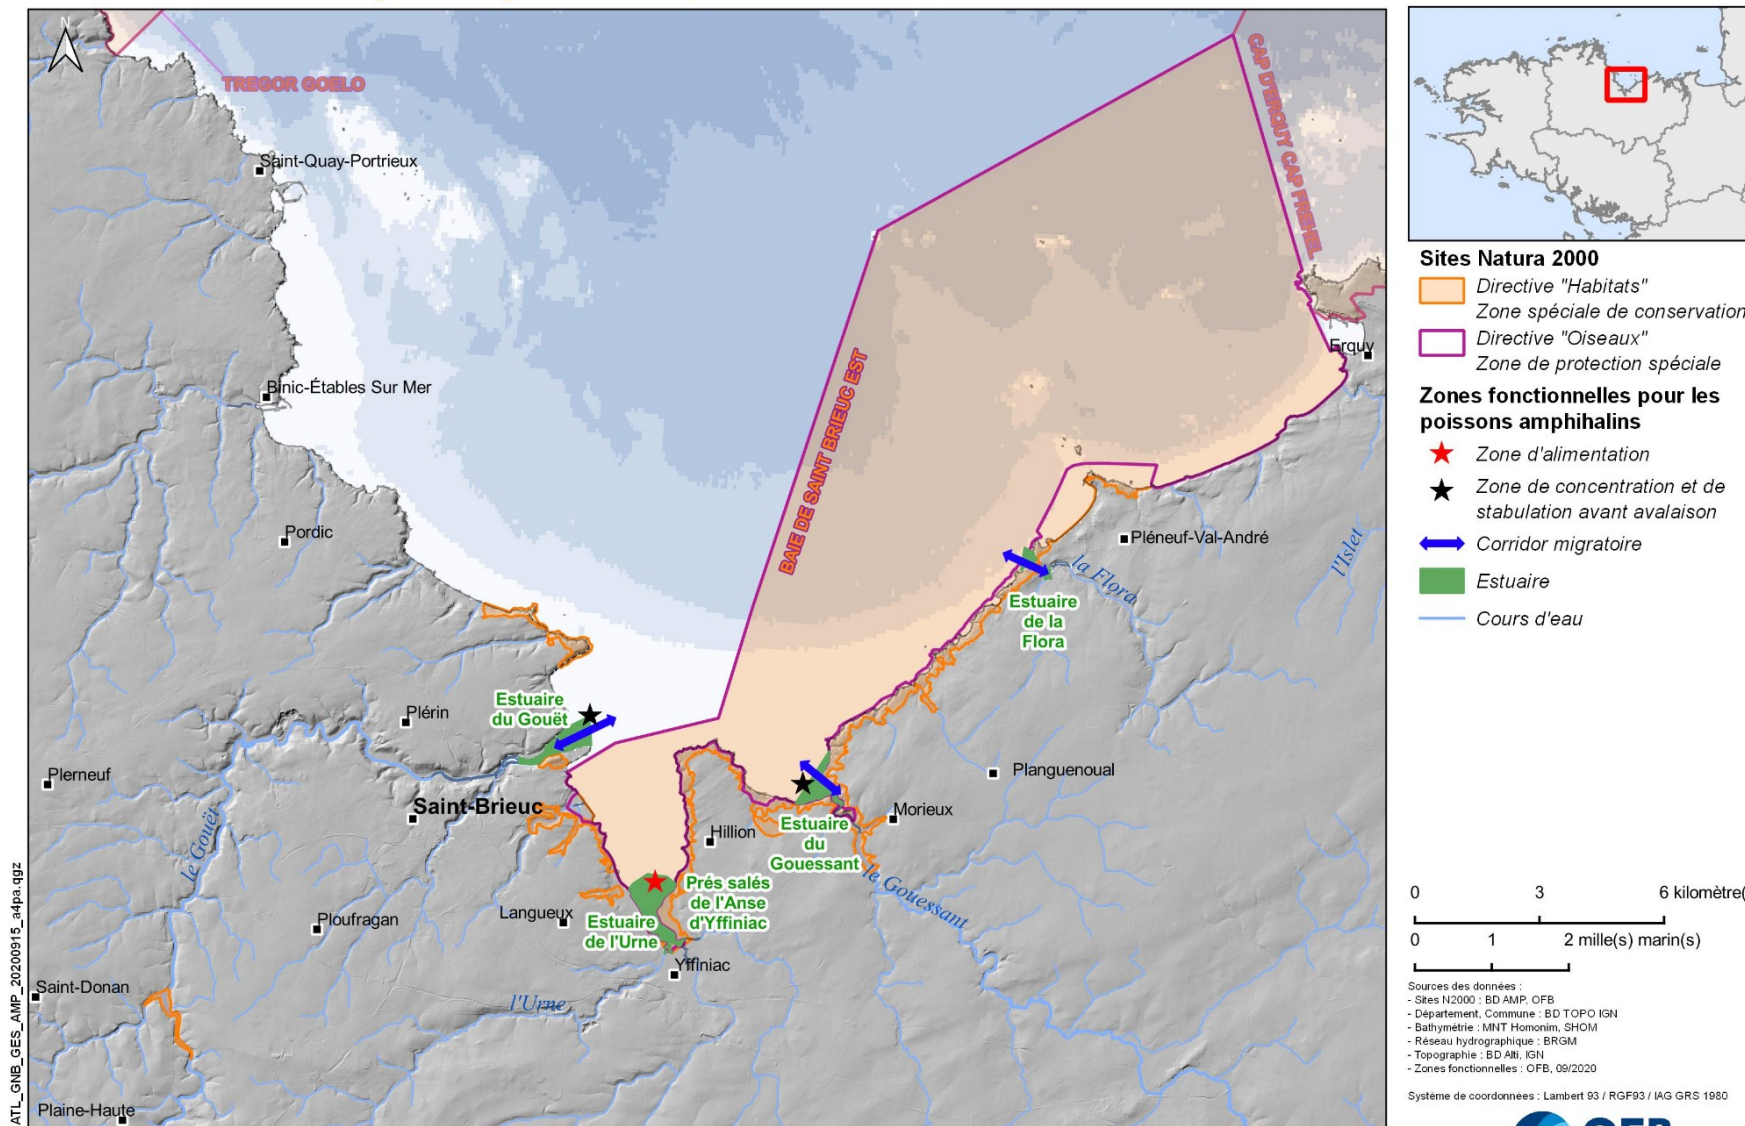 N
TREGOR GOELO
CAP D'ERQUY CAP FREHEL
BAIE DE SAINT BRIEUC EST
Saint-Quay-Portrieux
Binic-Étables Sur Mer
Erquy
Pordic
Pléneuf-Val-André
la Flora
l'Islet
Estuaire
de la
Flora
Estuaire
du Gouët
Plérin
Plerneuf
Saint-Brieuc
le Gouët
Planguenoual
Morieux
Hillion
Estuaire
du
Gouessant
le Gouessant
Prés salés
de l'Anse
d'Yffiniac
Langueux
Estuaire
de l'Urne
Ploufragan
Yffiniac
Saint-Donan
l'Urne
Plaine-Haute
ATL_GNB_GES_AMP_20200915_a4pa.qgz
Sites Natura 2000
Directive "Habitats"
Zone spéciale de conservation
Directive "Oiseaux"
Zone de protection spéciale
Zones fonctionnelles pour les
poissons amphihalins
Zone d'alimentation
Zone de concentration et de
stabulation avant avalaison
Corridor migratoire
Estuaire
Cours d'eau
0 3 6 kilomètre(
0 1 2 mille(s) marin(s)
Sources des données :
- Sites N2000 : BD AMP, OFB
- Département, Commune : BD TOPO IGN
- Bathymétrie : MNT Homonim, SHOM
- Réseau hydrographique : BRGM
- Topographie : BD Alti, IGN
- Zones fonctionnelles : OFB, 09/2020
Système de coordonnées : Lambert 93 / RGF93 / IAG GRS 1980
OFB